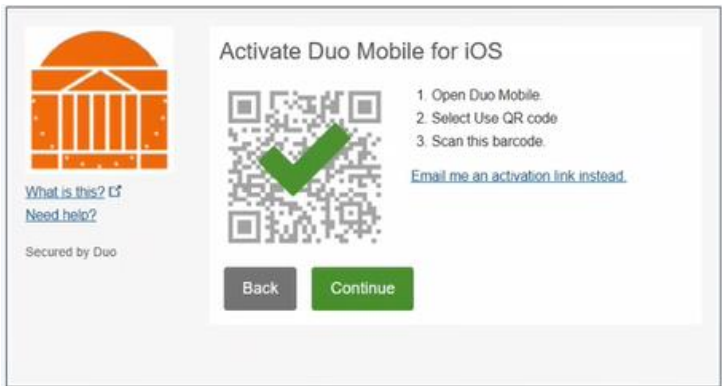 Activate Duo Mobile for iOS
1. Open Duo Mobile.
2. Select Use QR code
3. Scan this barcode.
Email me an activation link instead.
What is this?
Need help?
Secured by Duo
Back
Continue